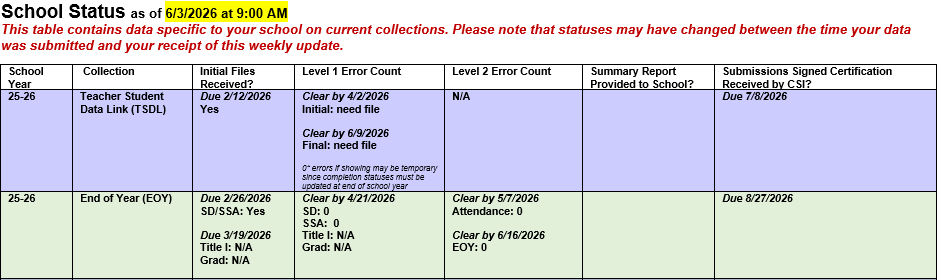 School Status as of 6/3/2026 at 9:00 AM
This table contains data specific to your school on current collections. Please note that statuses may have changed between the time your data
was submitted and your receipt of this weekly update.
School Year | Collection | Initial Files Received? | Level 1 Error Count | Level 2 Error Count | Summary Report Provided to School? | Submissions Signed Certification Received by CSI?
25-26
Teacher Student
Data Link (TSDL)
Due 2/12/2026
Yes
Clear by 4/2/2026
Initial: need file
Clear by 6/9/2026
Final: need file
0* errors if showing may be temporary
since completion statuses must be
updated at end of school year
N/A
Due 7/8/2026
25-26
End of Year (EOY)
Due 2/26/2026
SD/SSA: Yes
Due 3/19/2026
Title I: N/A
Grad: N/A
Clear by 4/21/2026
SD: 0
SSA: 0
Title I: N/A
Grad: N/A
Clear by 5/7/2026
Attendance: 0
Clear by 6/16/2026
EOY: 0
Due 8/27/2026